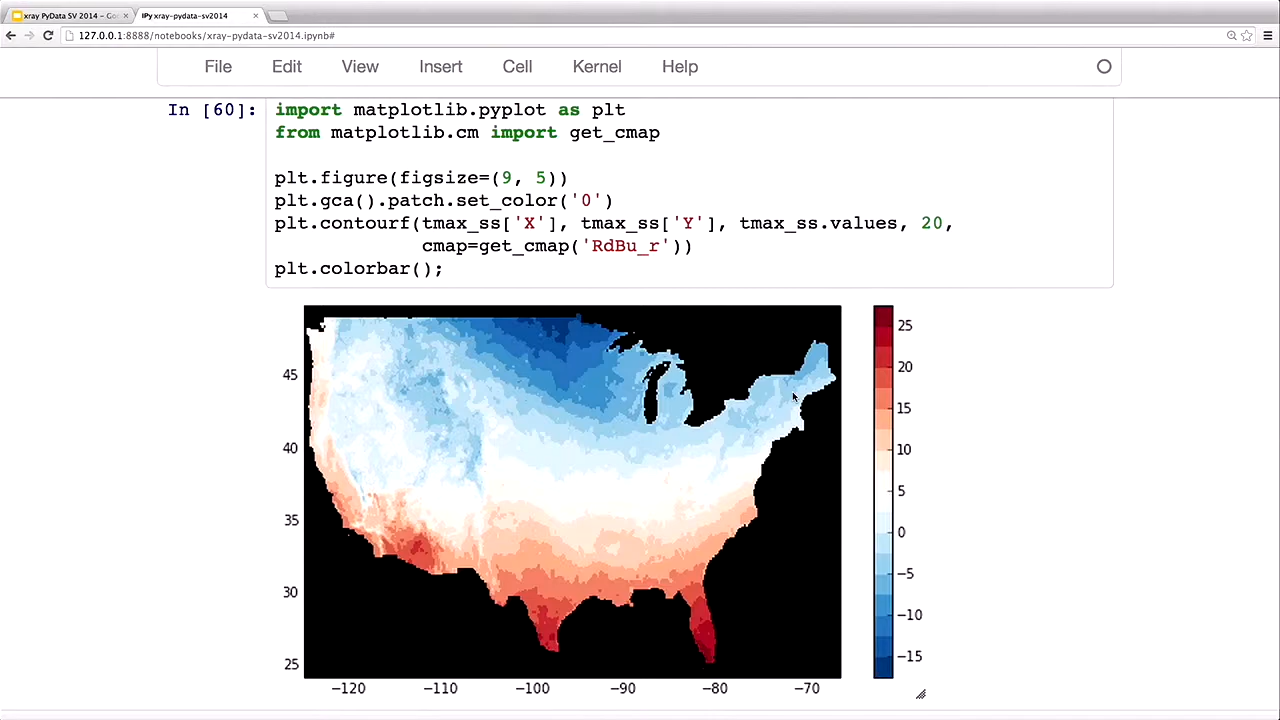 xray PyData SV 2014 - Go
IPy xray-pydata-sv2014
127.0.0.1:8888/notebooks/xray-pydata-sv2014.ipynb#
File Edit View Insert Cell Kernel Help
In [60]:
import matplotlib.pyplot as plt
from matplotlib.cm import get_cmap
plt.figure(figsize=(9, 5))
plt.gca().patch.set_color('0')
plt.contourf(tmax_ss['X'], tmax_ss['Y'], tmax_ss.values, 20,
cmap=get_cmap('RdBu_r'))
plt.colorbar();
45
40
35
30
25
−120 −110 −100 −90 −80 −70
25
20
15
10
5
0
−5
−10
−15